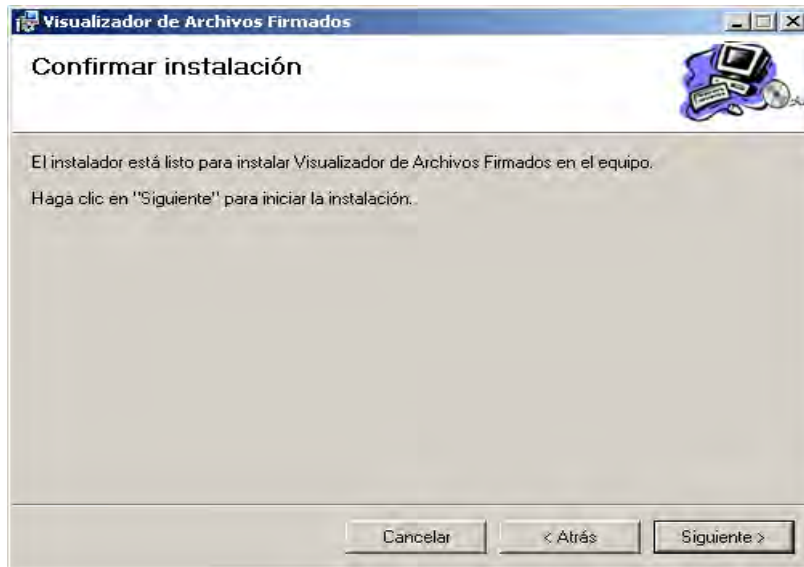 Visualizador de Archivos Firmados
Confirmar instalación
El instalador está listo para instalar Visualizador de Archivos Firmados en el equipo.
Haga clic en "Siguiente" para iniciar la instalación.
Cancelar
< Atrás
Siguiente >